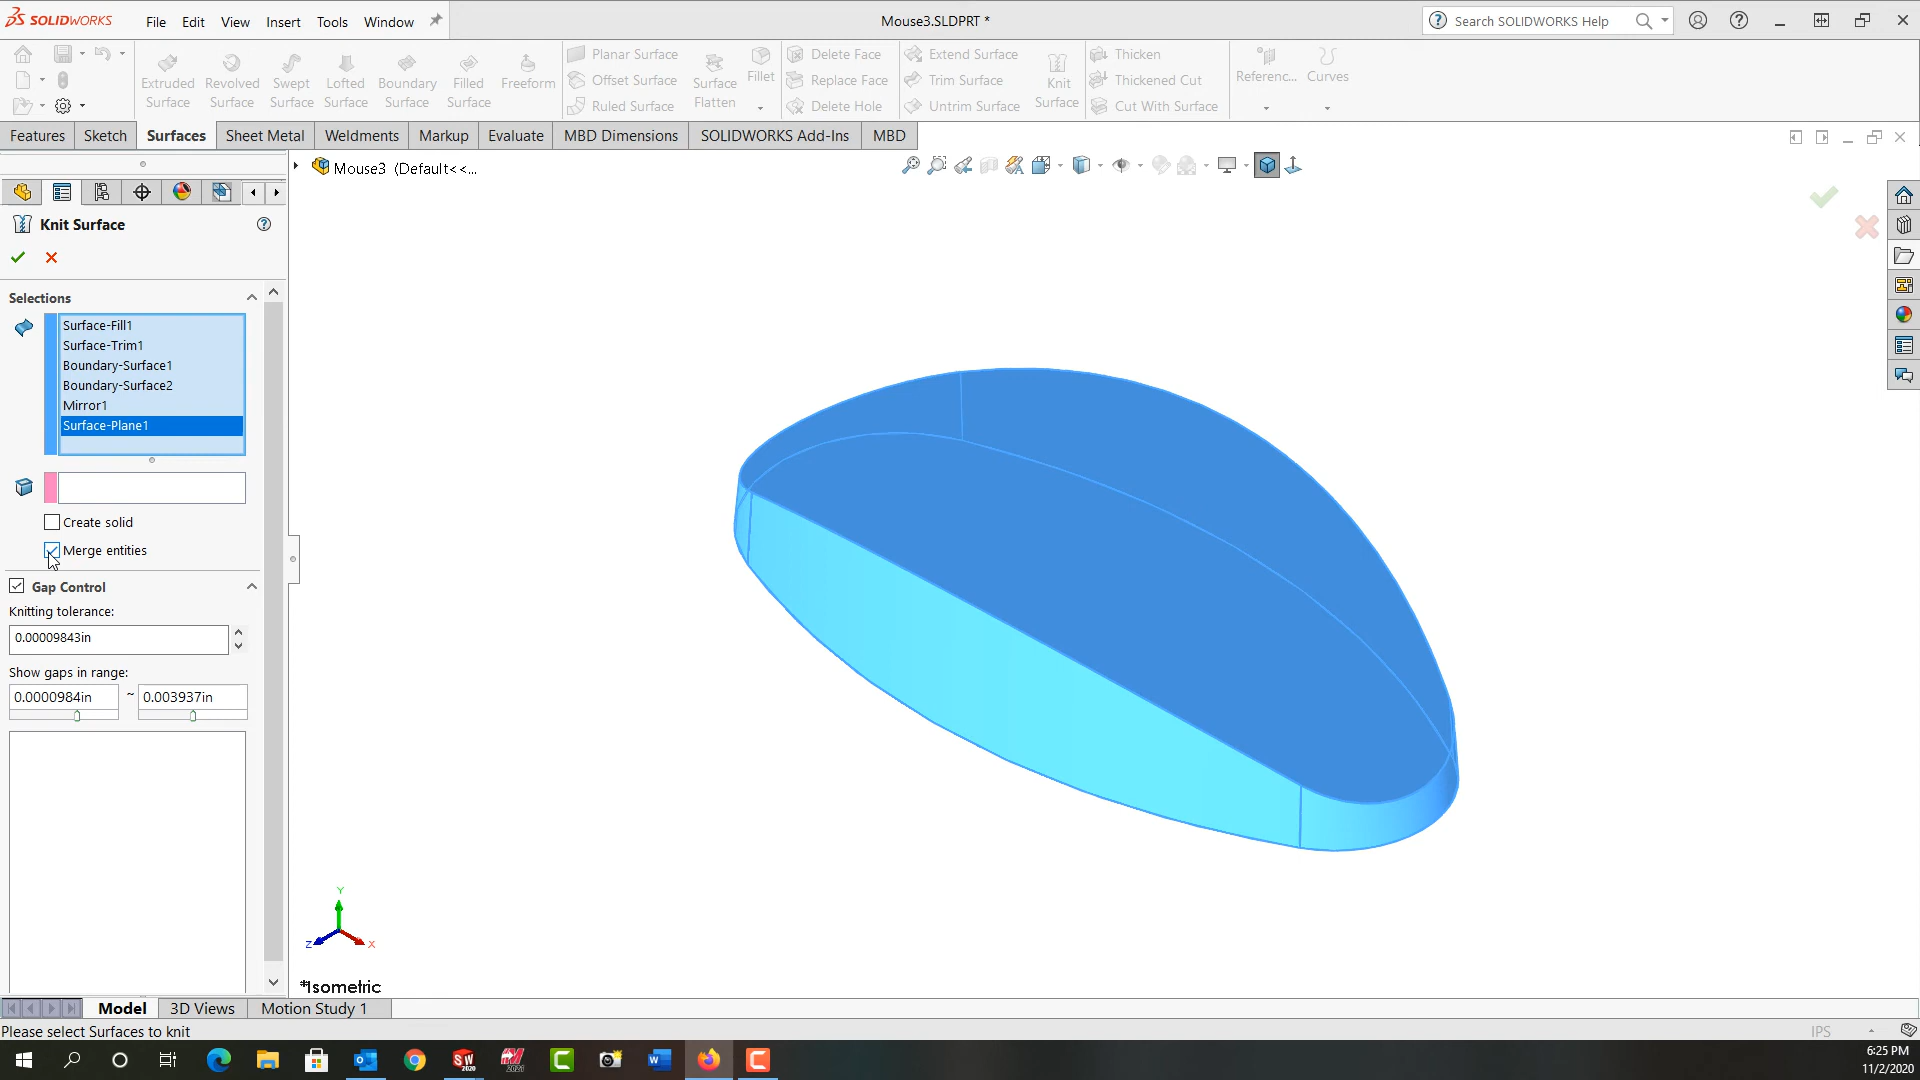 SOLIDWORKS File Edit View Insert Tools Window Mouse3.SLDPRT * Search SOLIDWORKS Help
Extruded Surface
Revolved Surface
Swept Surface
Lofted Surface
Boundary Surface
Filled Surface
Freeform
Planar Surface
Offset Surface
Ruled Surface
Surface Flatten
Fillet
Delete Face
Replace Face
Delete Hole
Extend Surface
Trim Surface
Untrim Surface
Knit Surface
Thicken
Thickened Cut
Cut With Surface
Referenc...
Curves
Features Sketch Surfaces Sheet Metal Weldments Markup Evaluate MBD Dimensions SOLIDWORKS Add-Ins MBD
Mouse3 (Default<<...
Knit Surface
Selections
Surface-Fill1
Surface-Trim1
Boundary-Surface1
Boundary-Surface2
Mirror1
Surface-Plane1
Create solid
Merge entities
Gap Control
Knitting tolerance:
0.00009843in
Show gaps in range:
0.0000984in ~ 0.003937in
Y
Z X
*Isometric
Model 3D Views Motion Study 1
Please select Surfaces to knit IPS
6:25 PM
11/2/2020